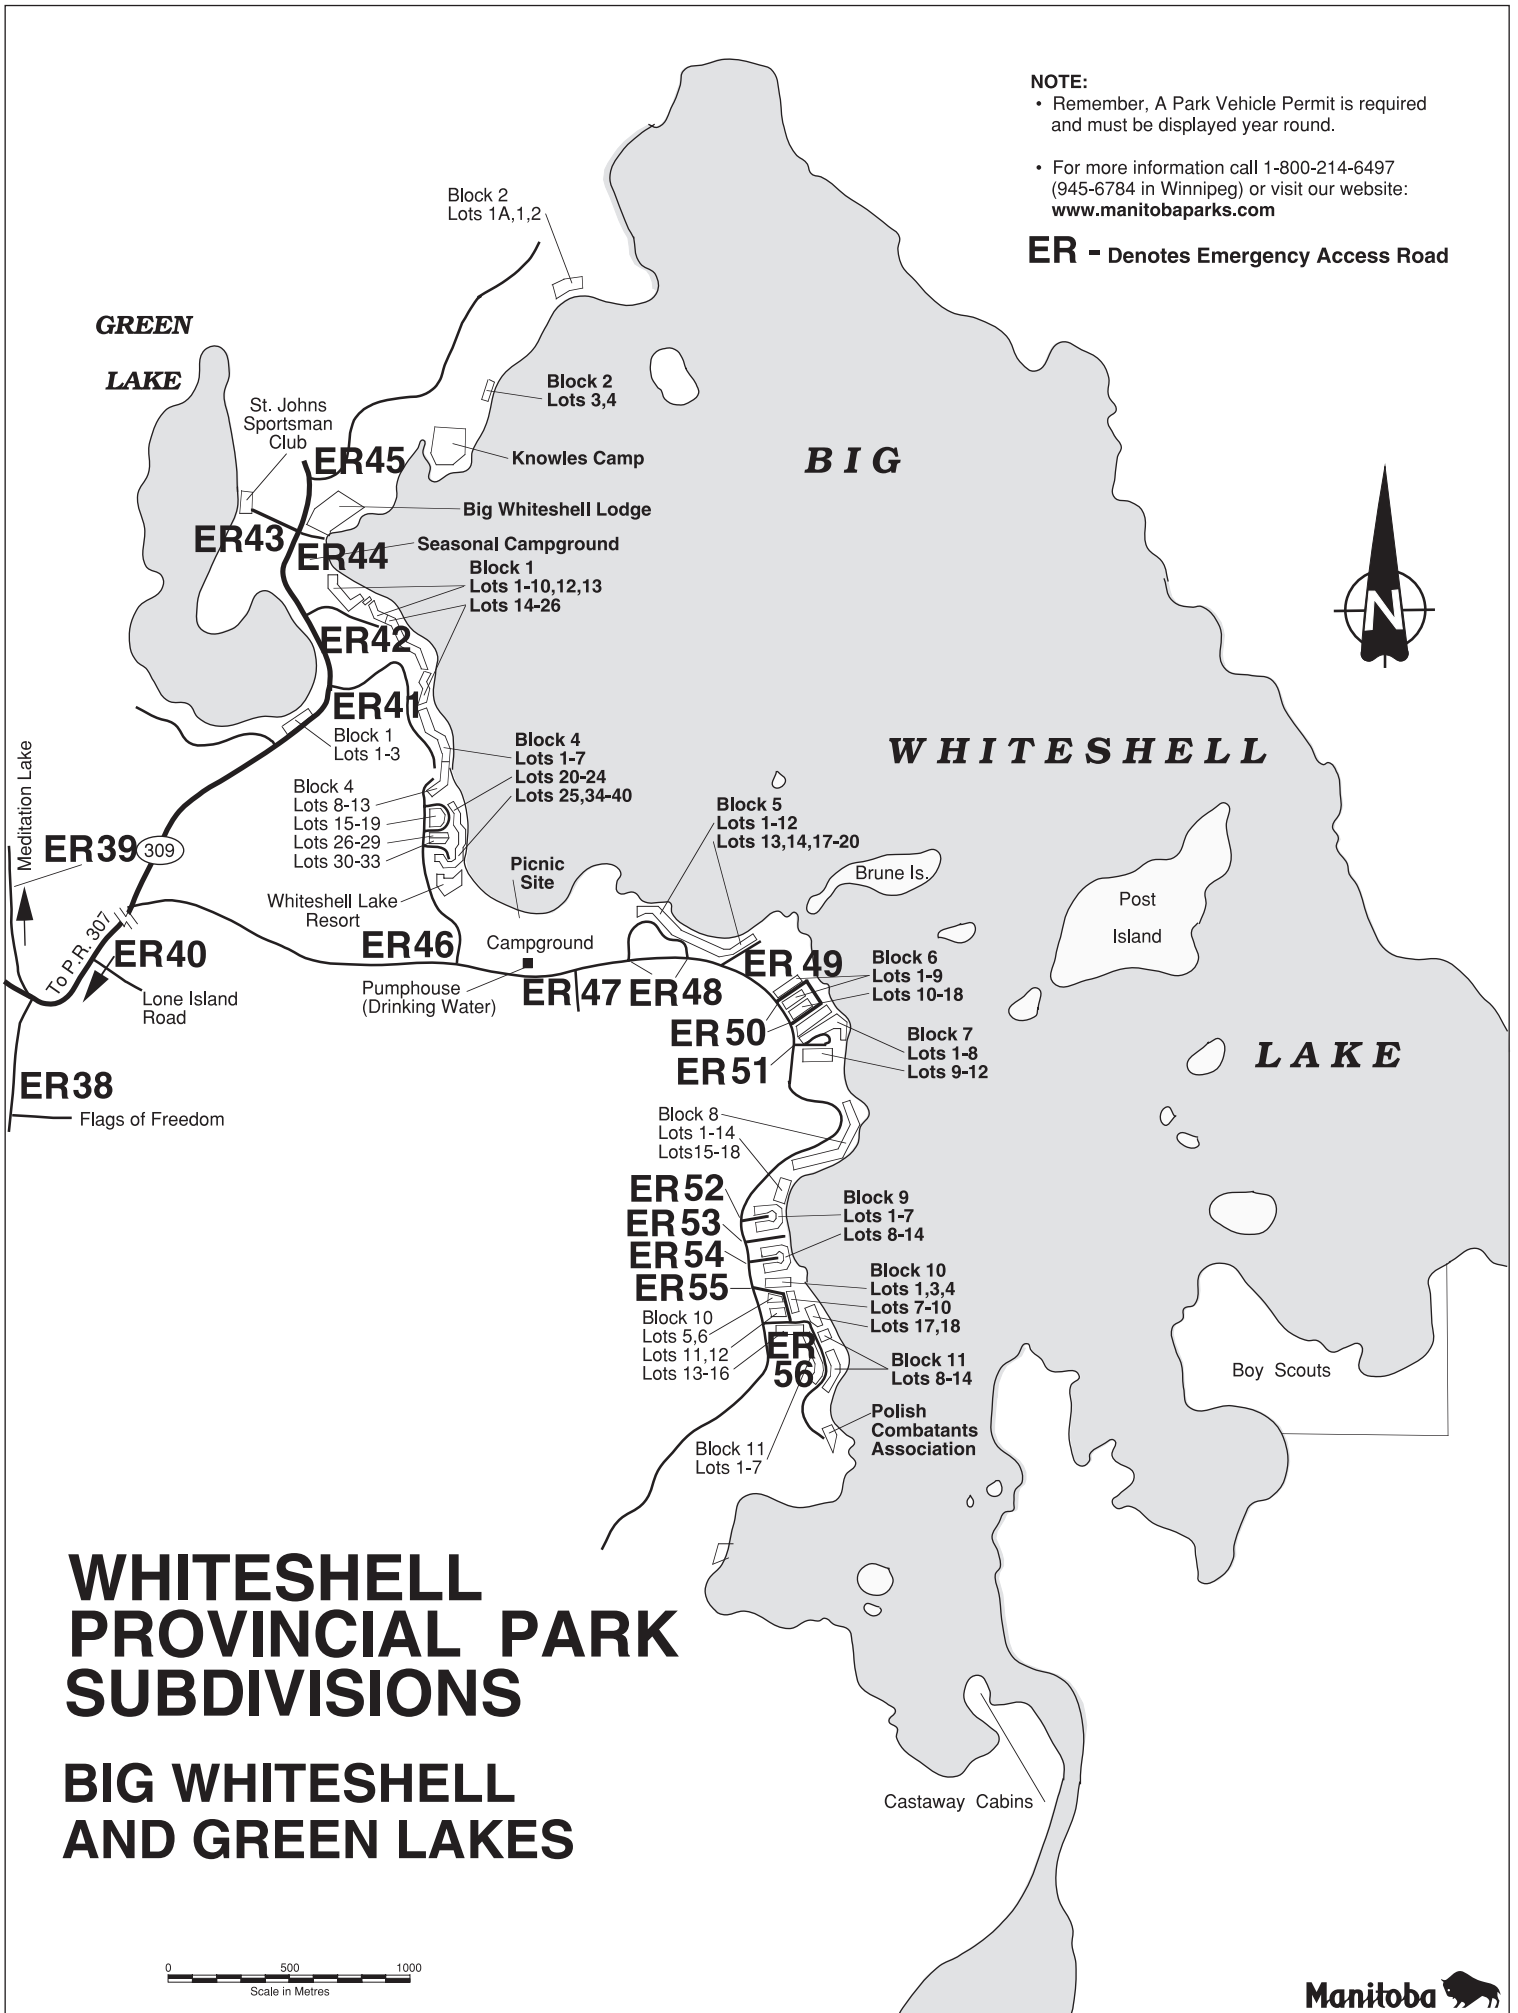 NOTE:
• Remember, A Park Vehicle Permit is required
and must be displayed year round.
• For more information call 1-800-214-6497
(945-6784 in Winnipeg) or visit our website:
www.manitobaparks.com
ER - Denotes Emergency Access Road
Block 2
Lots 1A,1,2
GREEN
LAKE
St. Johns
Sportsman
Club
Block 2
Lots 3,4
ER45
Knowles Camp
BIG
Big Whiteshell Lodge
ER43
ER44
Seasonal Campground
Block 1
Lots 1-10,12,13
Lots 14-26
N
ER42
ER41
Block 1
Lots 1-3
Block 4
Lots 1-7
Lots 20-24
Lots 25,34-40
WHITESHELL
Meditation Lake
Block 4
Lots 8-13
Lots 15-19
Lots 26-29
Lots 30-33
Block 5
Lots 1-12
Lots 13,14,17-20
ER39
309
Picnic
Site
Brune Is.
Post
Island
Whiteshell Lake
Resort
To P.R. 307
ER40
ER46
Campground
Lone Island
Road
Pumphouse
(Drinking Water)
ER 47
ER 48
ER 49
Block 6
Lots 1-9
Lots 10-18
ER 50
ER 51
Block 7
Lots 1-8
Lots 9-12
LAKE
ER38
Flags of Freedom
Block 8
Lots 1-14
Lots15-18
ER 52
ER 53
ER 54
ER 55
Block 9
Lots 1-7
Lots 8-14
Block 10
Lots 1,3,4
Lots 7-10
Lots 17,18
Block 10
Lots 5,6
Lots 11,12
Lots 13-16
ER
56
Block 11
Lots 8-14
Boy Scouts
Polish
Combatants
Association
Block 11
Lots 1-7
WHITESHELL
PROVINCIAL PARK
SUBDIVISIONS
BIG WHITESHELL
AND GREEN LAKES
Castaway Cabins
0 500 1000
Scale in Metres
Manitoba